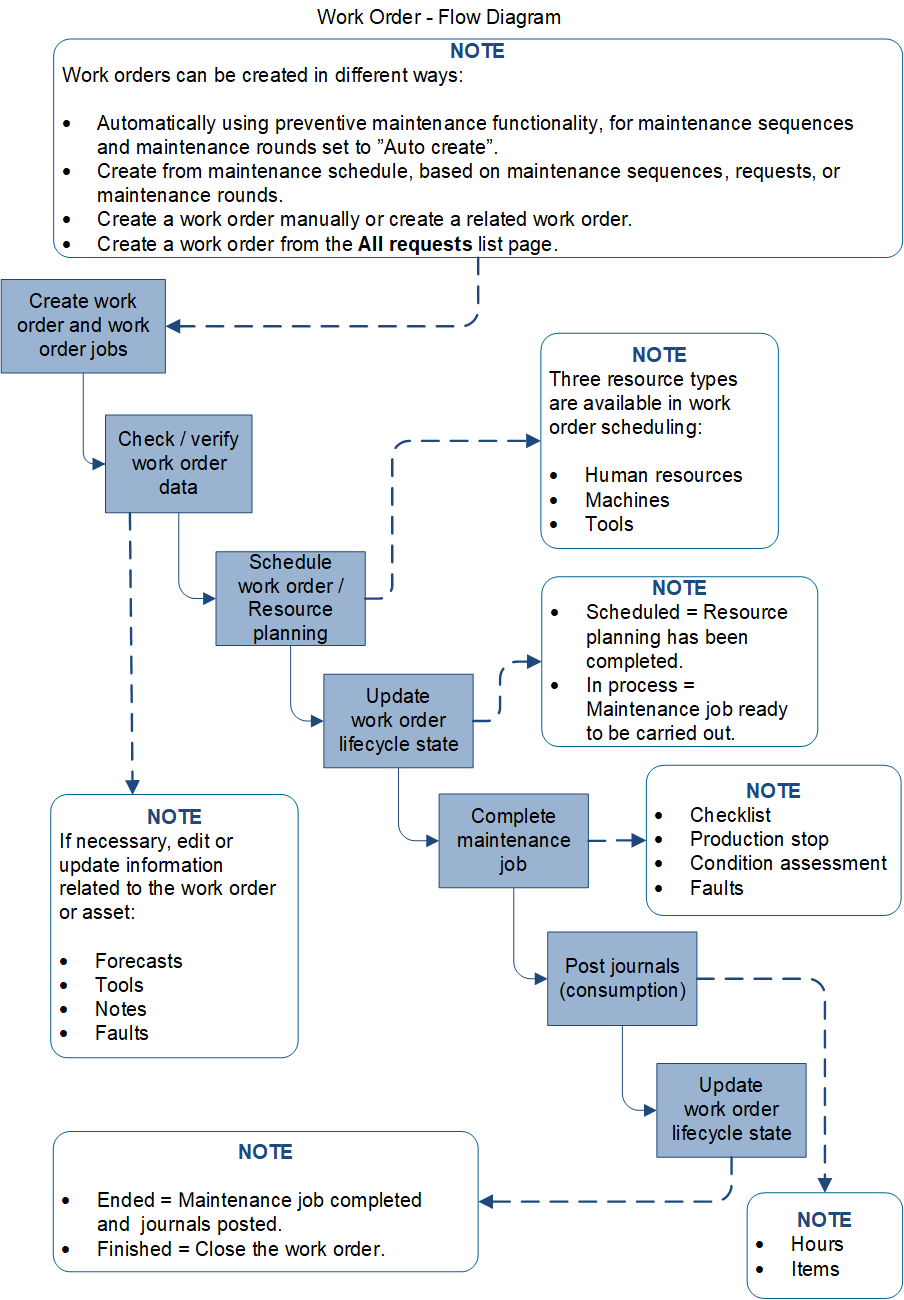 Work Order - Flow Diagram
NOTE
Work orders can be created in different ways:
• Automatically using preventive maintenance functionality, for maintenance sequences
and maintenance rounds set to ”Auto create”.
• Create from maintenance schedule, based on maintenance sequences, requests, or
maintenance rounds.
• Create a work order manually or create a related work order.
• Create a work order from the All requests list page.
Create work
order and work
order jobs
NOTE
Three resource types
are available in work
order scheduling:
• Human resources
• Machines
• Tools
Check / verify
work order
data
Schedule
work order /
Resource
planning
NOTE
• Scheduled = Resource
planning has been
completed.
• In process =
Maintenance job ready
to be carried out.
Update
work order
lifecycle state
NOTE
• Checklist
• Production stop
• Condition assessment
• Faults
Complete
maintenance
job
NOTE
If necessary, edit or
update information
related to the work order
or asset:
• Forecasts
• Tools
• Notes
• Faults
Post journals
(consumption)
Update
work order
lifecycle state
NOTE
• Ended = Maintenance job completed
and journals posted.
• Finished = Close the work order.
NOTE
• Hours
• Items